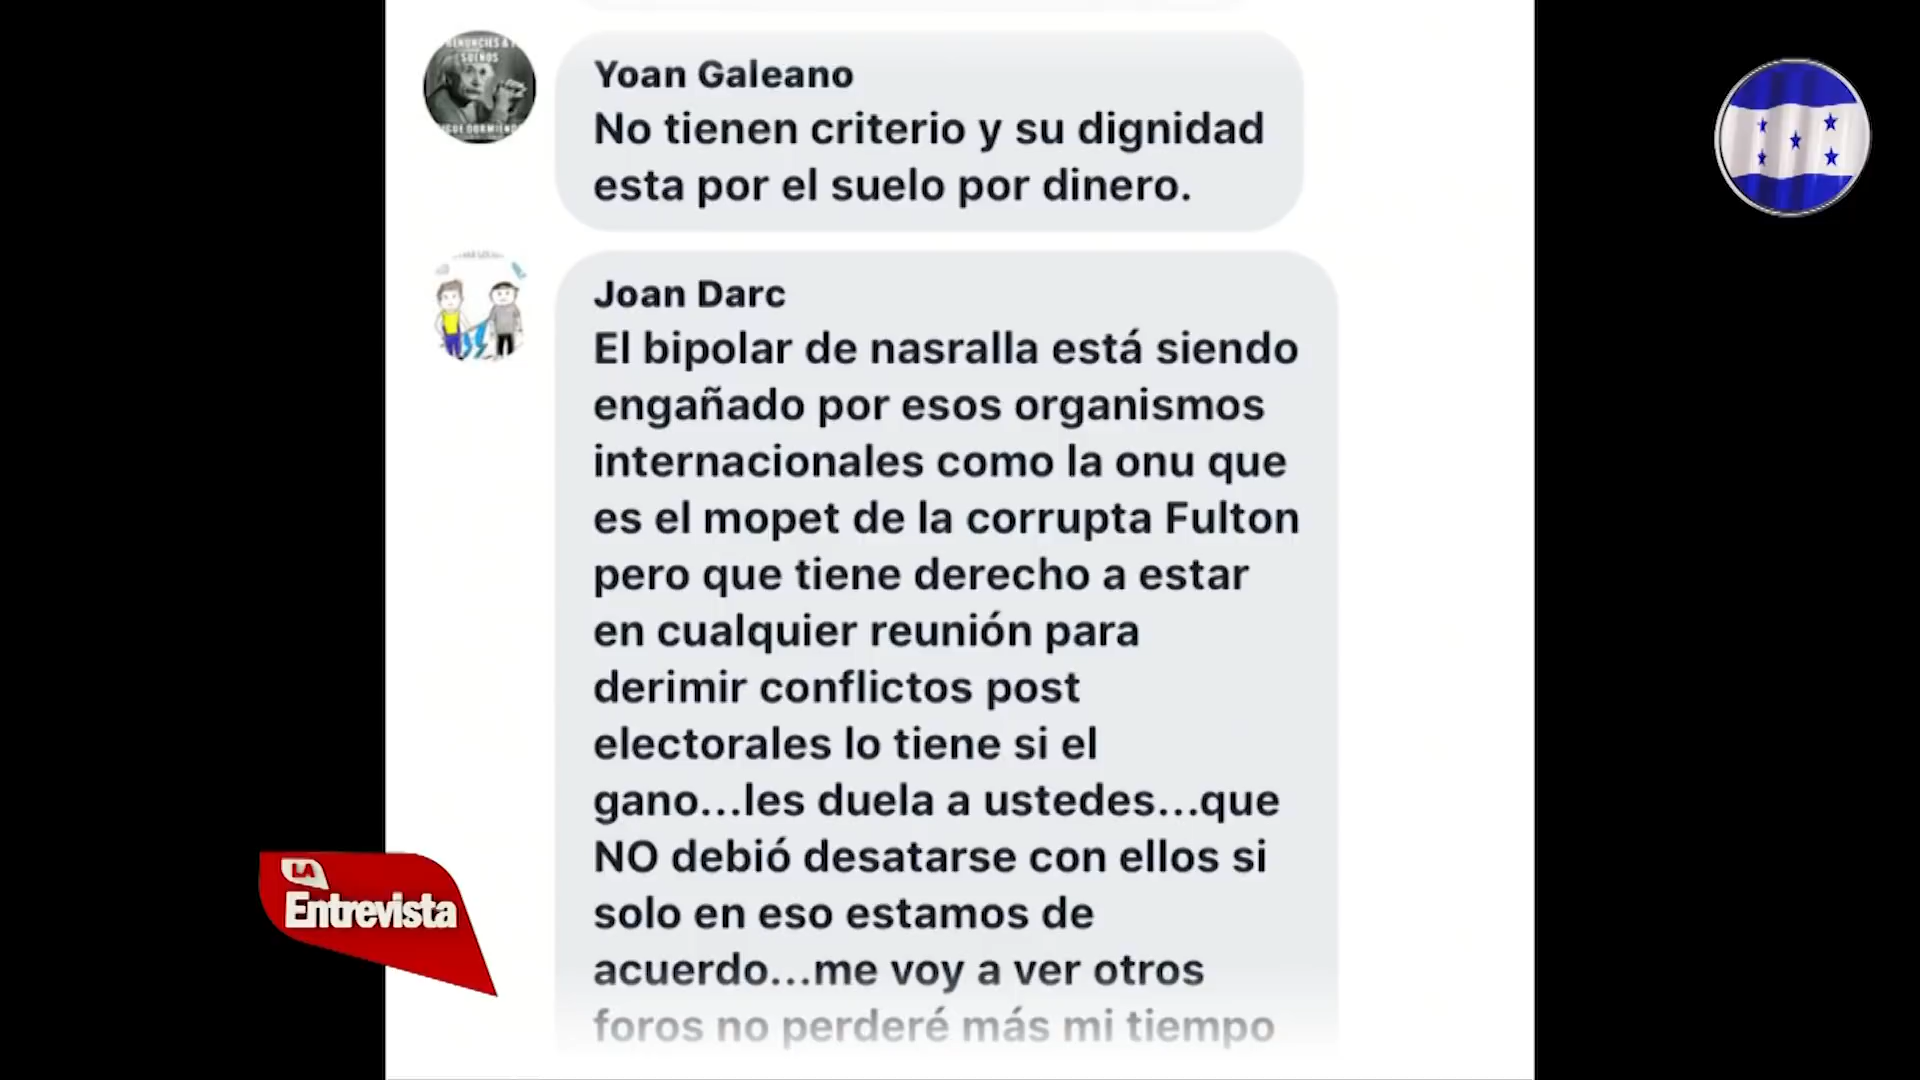 RENUNCIES A
SUEÑOS
SIGUE DURMIENDO
Yoan Galeano
No tienen criterio y su dignidad
esta por el suelo por dinero.
Joan Darc
El bipolar de nasralla está siendo
engañado por esos organismos
internacionales como la onu que
es el mopet de la corrupta Fulton
pero que tiene derecho a estar
en cualquier reunión para
derimir conflictos post
electorales lo tiene si el
gano...les duela a ustedes...que
NO debió desatarse con ellos si
solo en eso estamos de
acuerdo...me voy a ver otros
foros no perderé más mi tiempo
LA
Entrevista